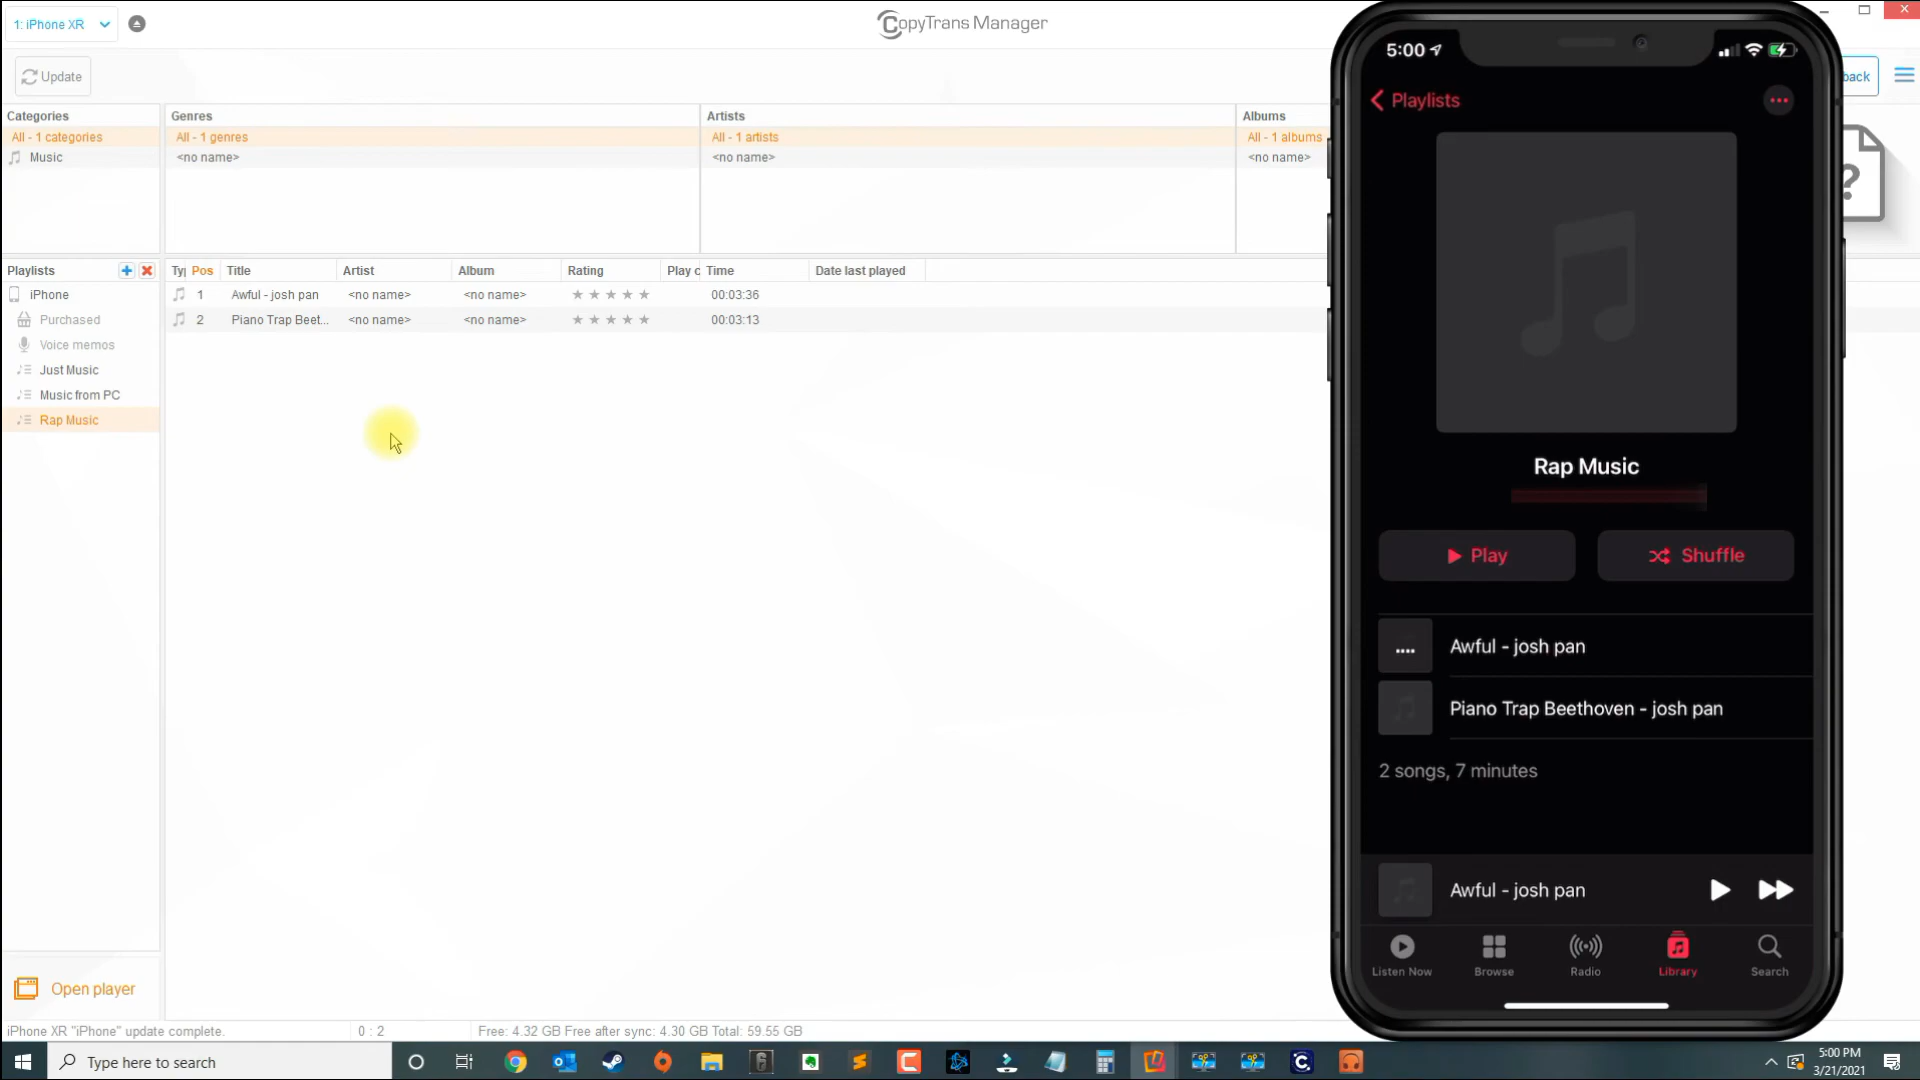 1: iPhone XR
CopyTrans Manager
Update
back
Categories
All - 1 categories
Music
Genres
All - 1 genres
<no name>
Artists
All - 1 artists
<no name>
Albums
All - 1 albums
<no name>
Playlists
iPhone
Purchased
Voice memos
Just Music
Music from PC
Rap Music
Ty Pos Title Artist Album Rating Play c Time Date last played
1 Awful - josh pan <no name> <no name> ★★★★★ 00:03:36
2 Piano Trap Beet... <no name> <no name> ★★★★★ 00:03:13
Open player
iPhone XR "iPhone" update complete. 0 : 2 Free: 4.32 GB Free after sync: 4.30 GB Total: 59.55 GB
5:00
Playlists
Rap Music
Play
Shuffle
Awful - josh pan
Piano Trap Beethoven - josh pan
2 songs, 7 minutes
Awful - josh pan
Listen Now
Browse
Radio
Library
Search
Type here to search
5:00 PM
3/21/2021